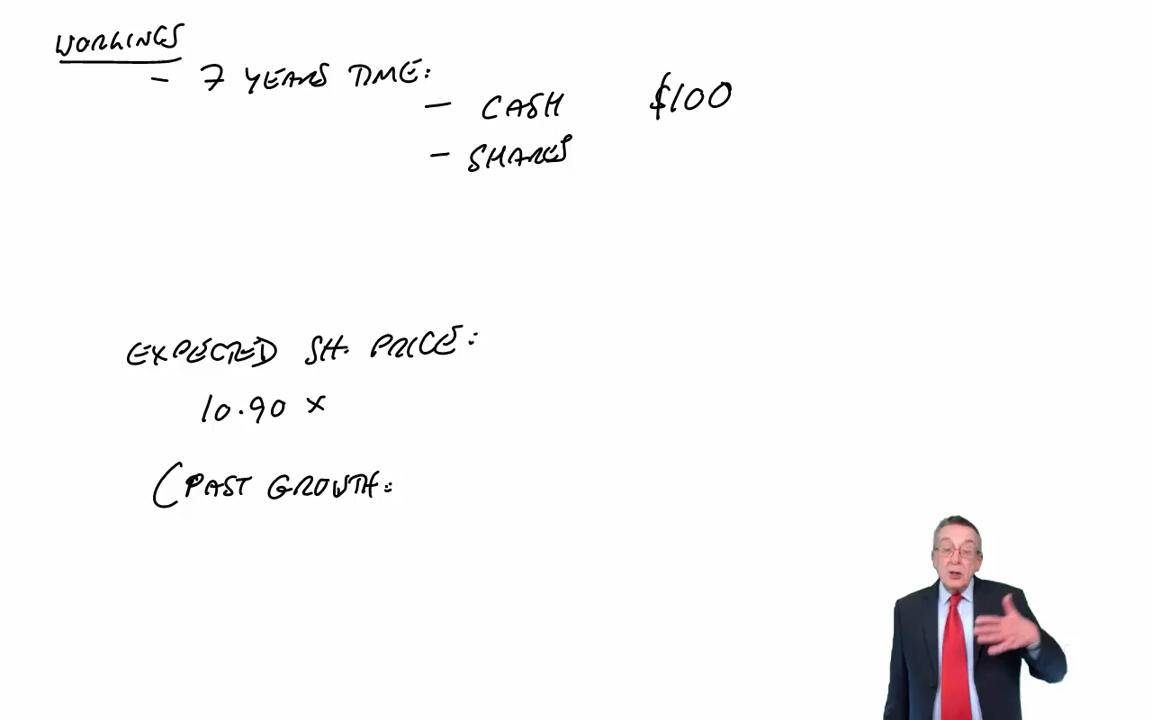 WORKINGS
- 7 YEARS TIME:
- CASH $100
- SHARES
EXPECTED SH. PRICE:
10.90 x
(PAST GROWTH: